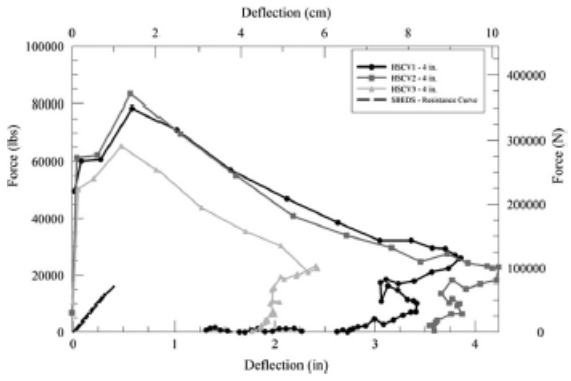 Deflection (cm)
0 2 4 6 8 10
100000
80000
60000
40000
20000
0
Force (lbs)
HSCV1 - 4 in.
HSCV2 - 4 in.
HSCV3 - 4 in.
SBEDS - Resistance Curve
400000
300000
200000
100000
0
Force (N)
0 1 2 3 4
Deflection (in)